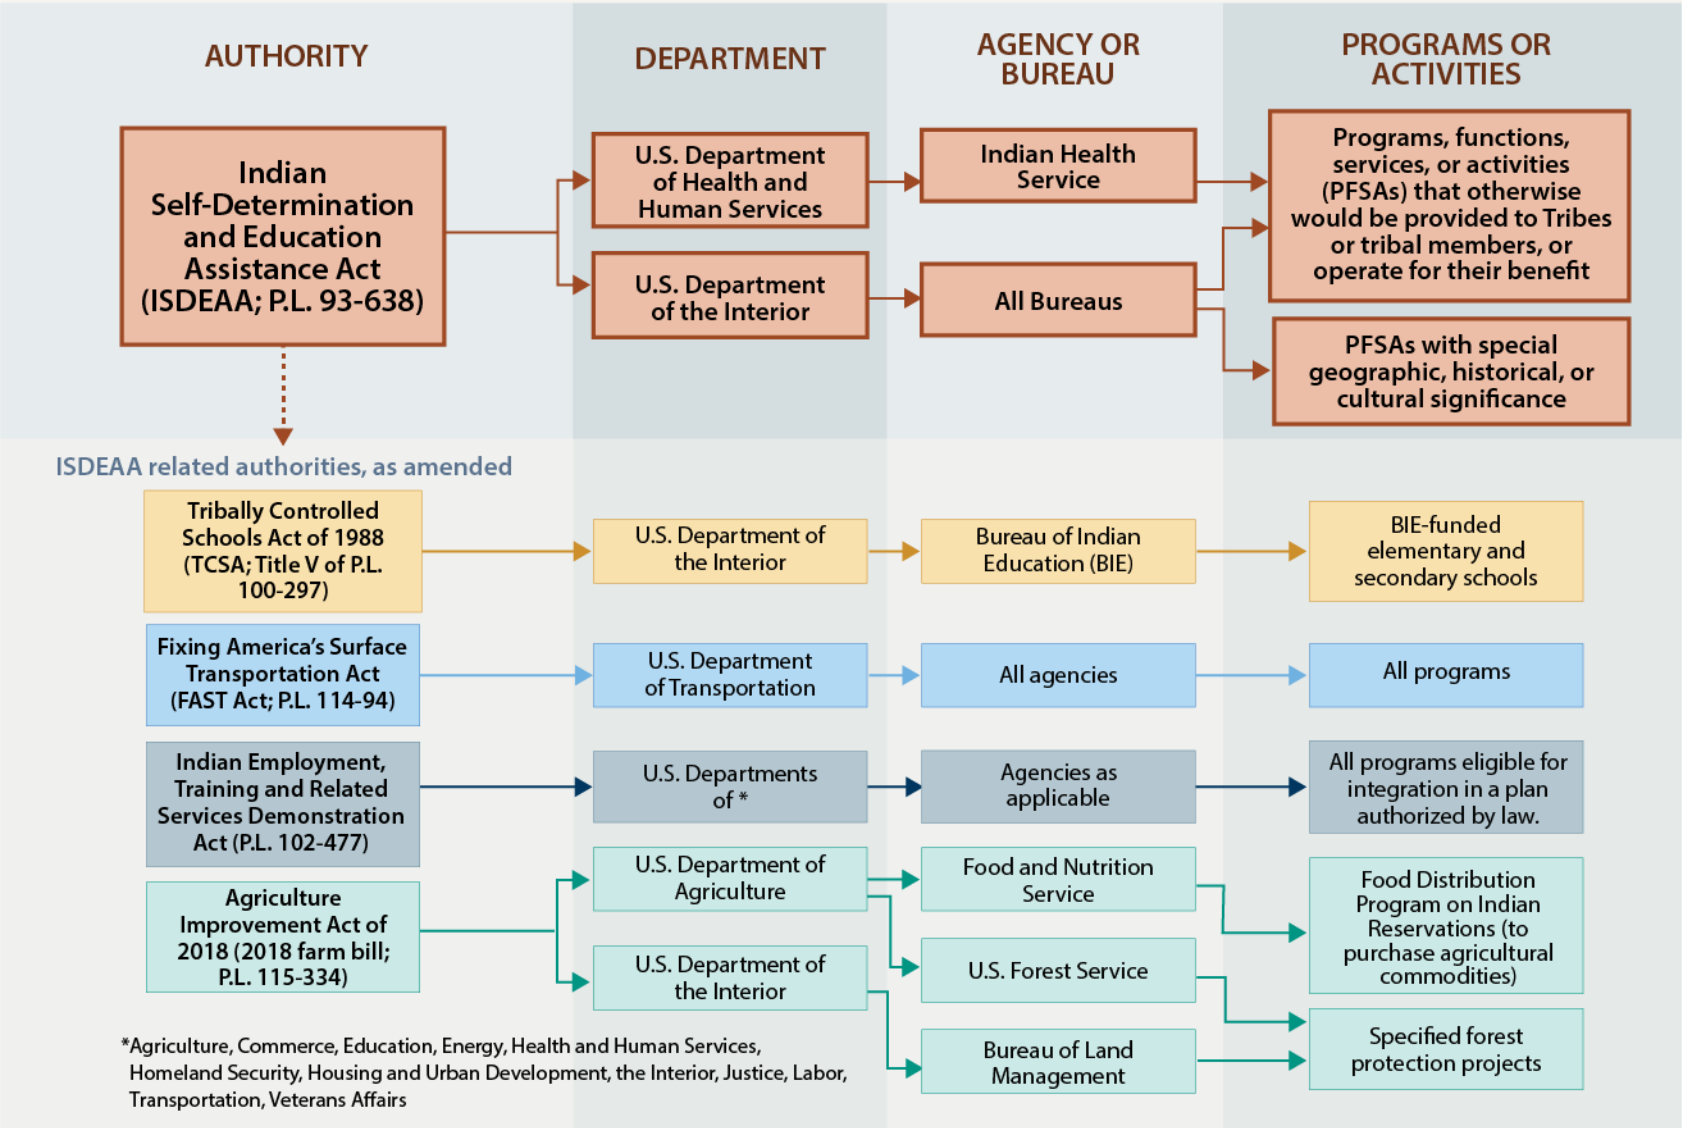 AUTHORITY
DEPARTMENT
AGENCY OR
BUREAU
PROGRAMS OR
ACTIVITIES
Indian
Self-Determination
and Education
Assistance Act
(ISDEAA; P.L. 93-638)
U.S. Department
of Health and
Human Services
Indian Health
Service
Programs, functions,
services, or activities
(PFSAs) that otherwise
would be provided to Tribes
or tribal members, or
operate for their benefit
U.S. Department
of the Interior
All Bureaus
PFSAs with special
geographic, historical, or
cultural significance
ISDEAA related authorities, as amended
Tribally Controlled
Schools Act of 1988
(TCSA; Title V of P.L.
100-297)
U.S. Department of
the Interior
Bureau of Indian
Education (BIE)
BIE-funded
elementary and
secondary schools
Fixing America’s Surface
Transportation Act
(FAST Act; P.L. 114-94)
U.S. Department
of Transportation
All agencies
All programs
Indian Employment,
Training and Related
Services Demonstration
Act (P.L. 102-477)
U.S. Departments
of *
Agencies as
applicable
All programs eligible for
integration in a plan
authorized by law.
Agriculture
Improvement Act of
2018 (2018 farm bill;
P.L. 115-334)
U.S. Department of
Agriculture
Food and Nutrition
Service
Food Distribution
Program on Indian
Reservations (to
purchase agricultural
commodities)
U.S. Department of
the Interior
U.S. Forest Service
Bureau of Land
Management
Specified forest
protection projects
*Agriculture, Commerce, Education, Energy, Health and Human Services,
Homeland Security, Housing and Urban Development, the Interior, Justice, Labor,
Transportation, Veterans Affairs